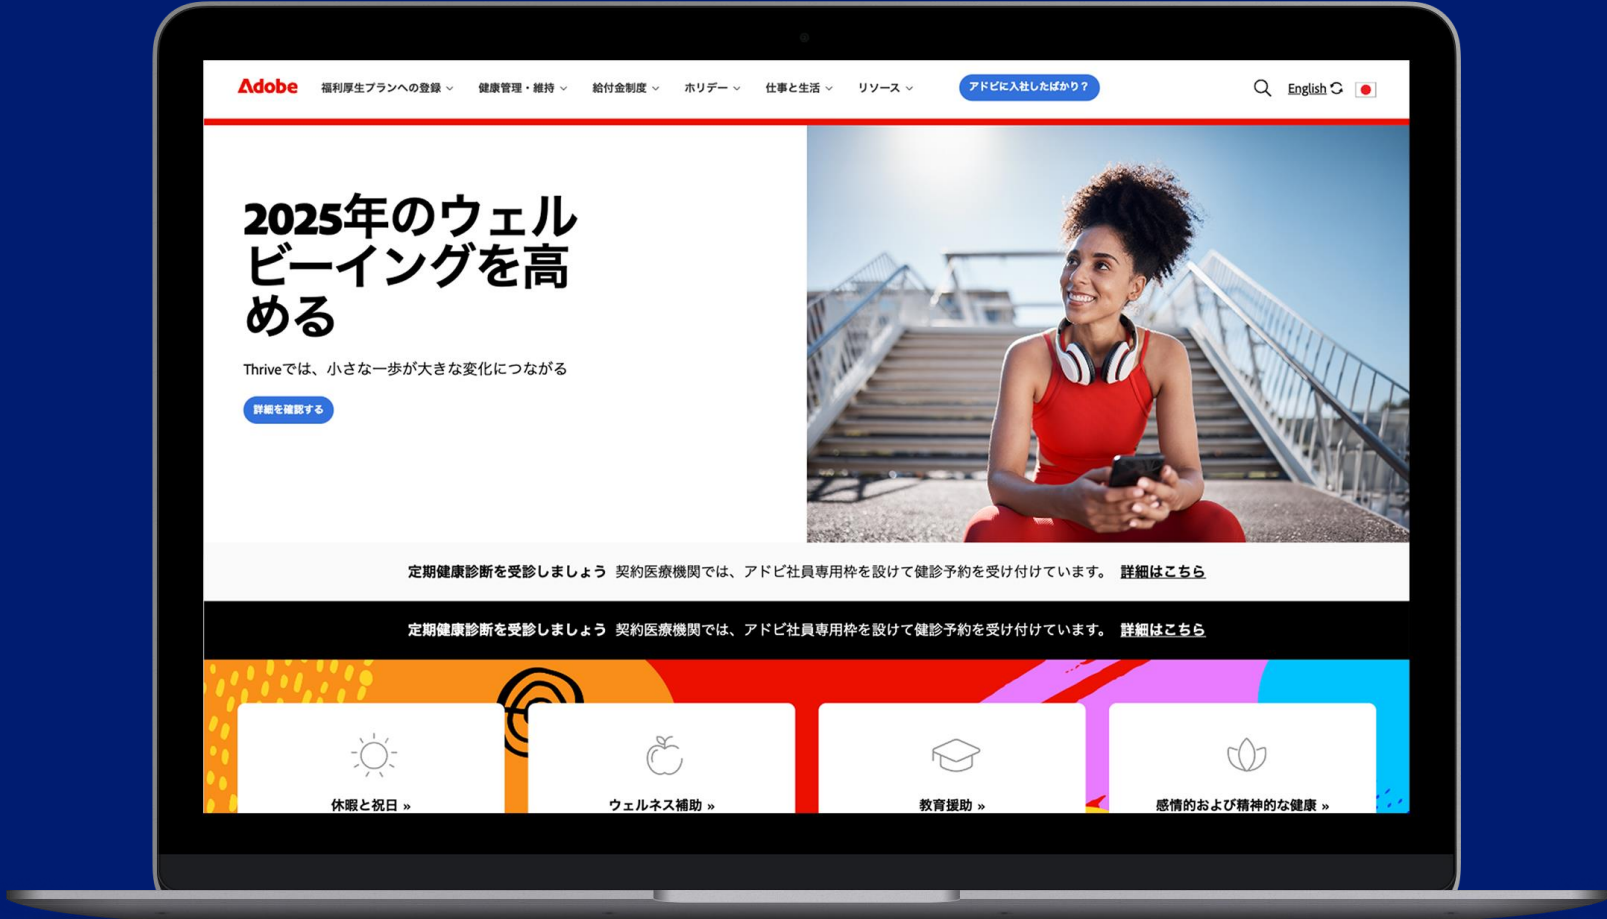 Adobe
福利厚生プランへの登録
健康管理・維持
給付金制度
ホリデー
仕事と生活
リソース
アドビに入社したばかり？
English
2025年のウェル
ビーイングを高
める
Thriveでは、小さな一歩が大きな変化につながる
詳細を確認する
定期健康診断を受診しましょう 契約医療機関では、アドビ社員専用枠を設けて健診予約を受け付けています。 詳細はこちら
定期健康診断を受診しましょう 契約医療機関では、アドビ社員専用枠を設けて健診予約を受け付けています。 詳細はこちら
休暇と祝日 »
ウェルネス補助 »
教育援助 »
感情的および精神的な健康 »